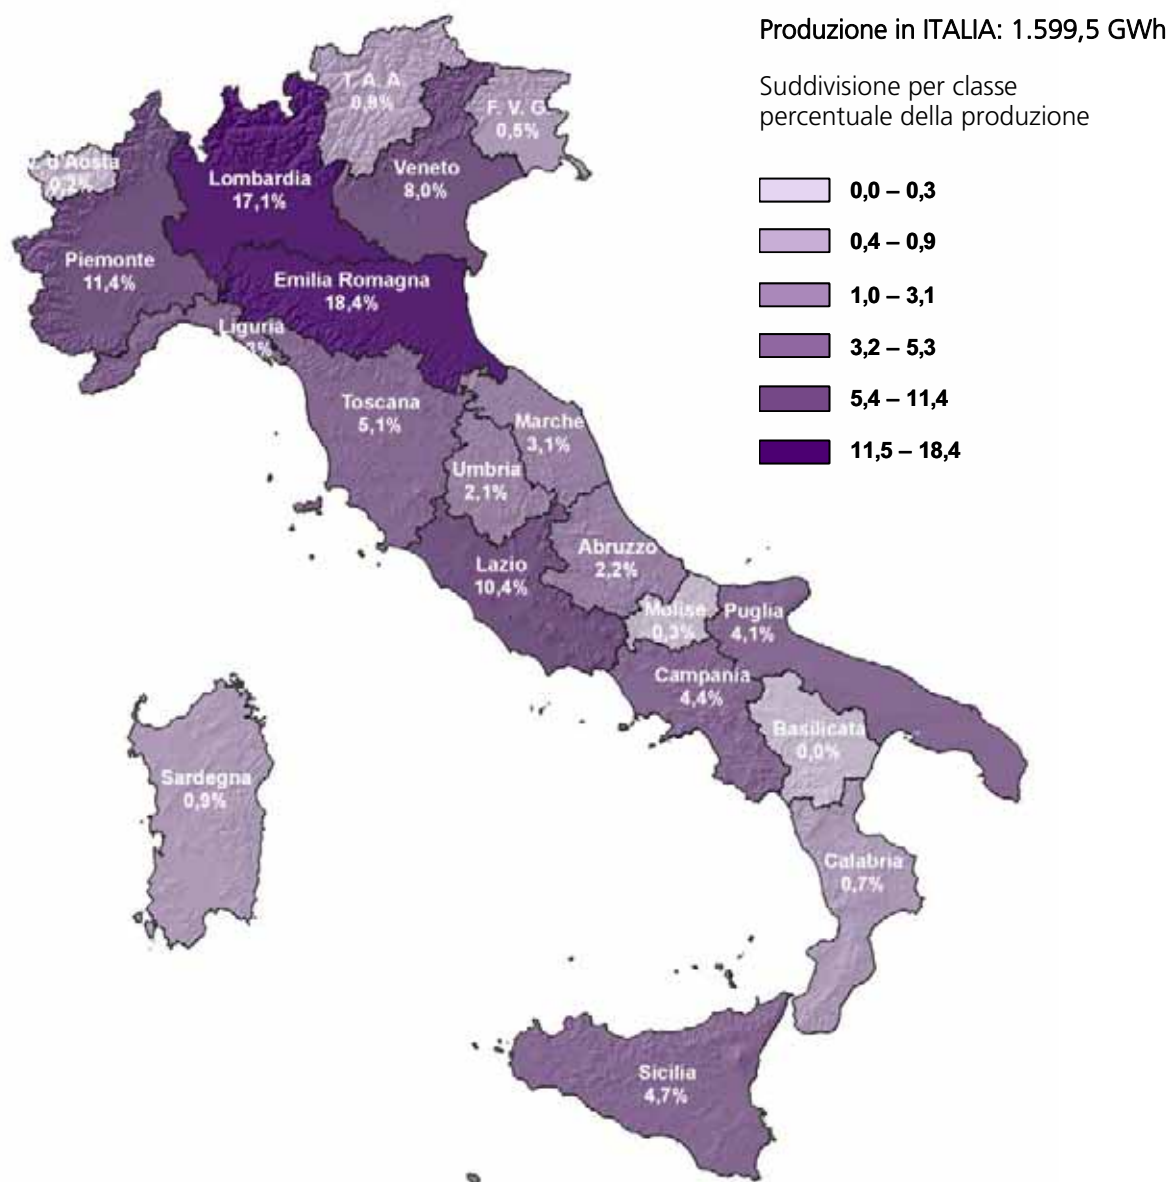 Produzione in ITALIA: 1.599,5 GWh
Suddivisione per classe
percentuale della produzione
0,0 – 0,3
0,4 – 0,9
1,0 – 3,1
3,2 – 5,3
5,4 – 11,4
11,5 – 18,4
T. A. A.
0,9%
F. V. G.
0,5%
d'Aosta
Lombardia
17,1%
Veneto
8,0%
Piemonte
11,4%
Emilia Romagna
18,4%
Liguria
Toscana
5,1%
Marche
3,1%
Umbria
2,1%
Lazio
10,4%
Abruzzo
2,2%
Molise
0,3%
Puglia
4,1%
Campania
4,4%
Basilicata
0,0%
Sardegna
0,9%
Calabria
0,7%
Sicilia
4,7%